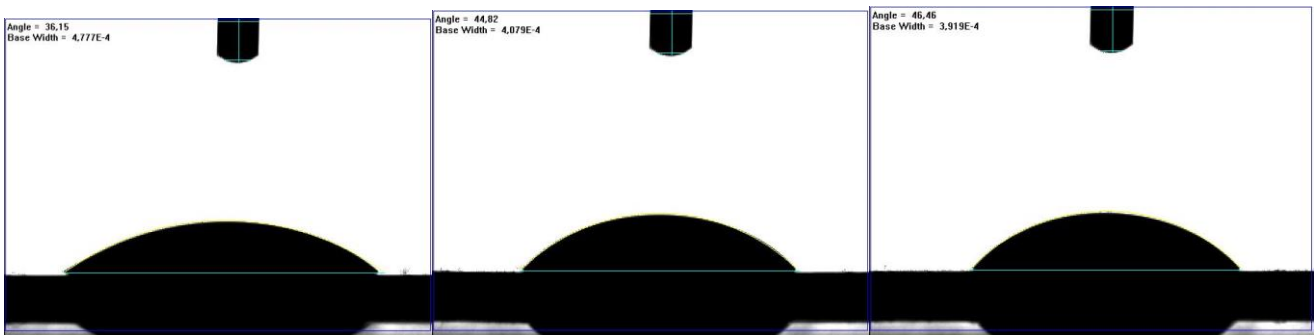 Angle = 36,15
Base Width = 4,777E-4
Angle = 44,82
Base Width = 4,079E-4
Angle = 46,46
Base Width = 3,919E-4